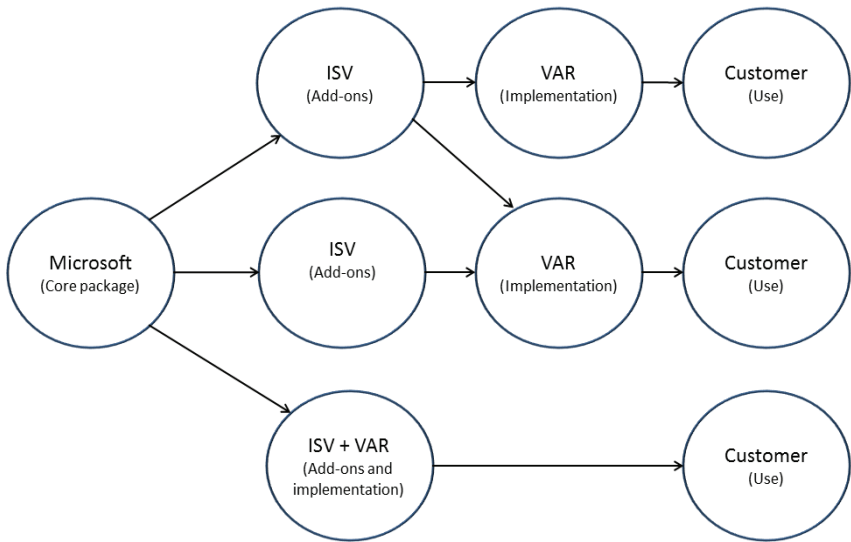 ISV
(Add-ons)
VAR
(Implementation)
Customer
(Use)
Microsoft
(Core package)
ISV
(Add-ons)
VAR
(Implementation)
Customer
(Use)
ISV + VAR
(Add-ons and
implementation)
Customer
(Use)